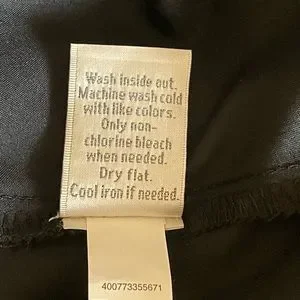 Wash inside out.
Machine wash cold
with like colors.
Only non-
chlorine bleach
when needed.
Dry flat.
Cool iron if needed.
400773355671